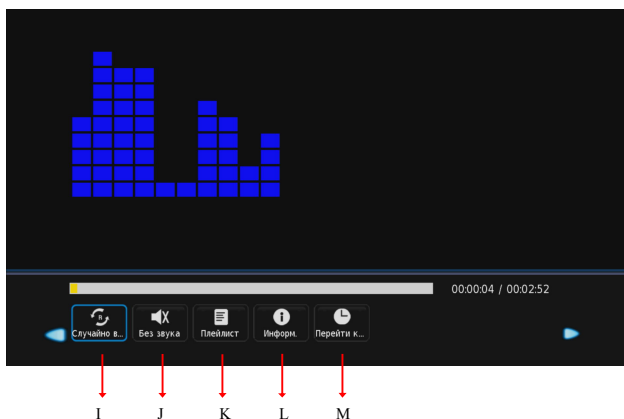 00:00:04 / 00:02:52
R
Случайно в... Без звука Плейлист Информ. Перейти к...
I J K L M